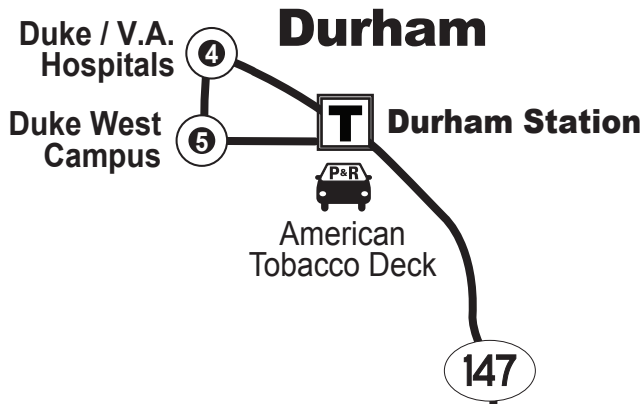 Durham
Duke / V.A.
Hospitals
4
Duke West
Campus
5
T
Durham Station
P&R
American
Tobacco Deck
147